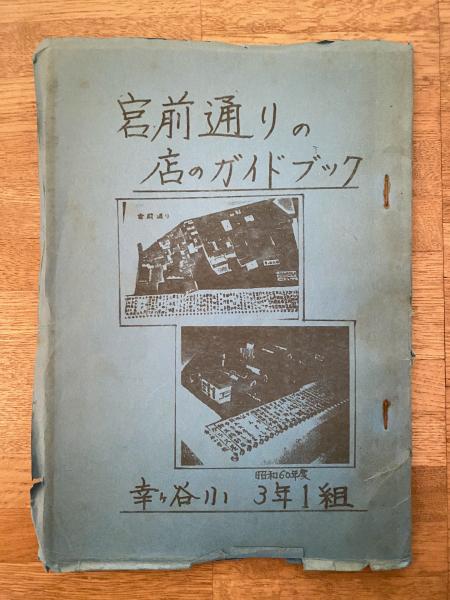 宮前通りの
店のガイドブック
宮前通り
昭和60年度
幸ヶ谷小 3年1組